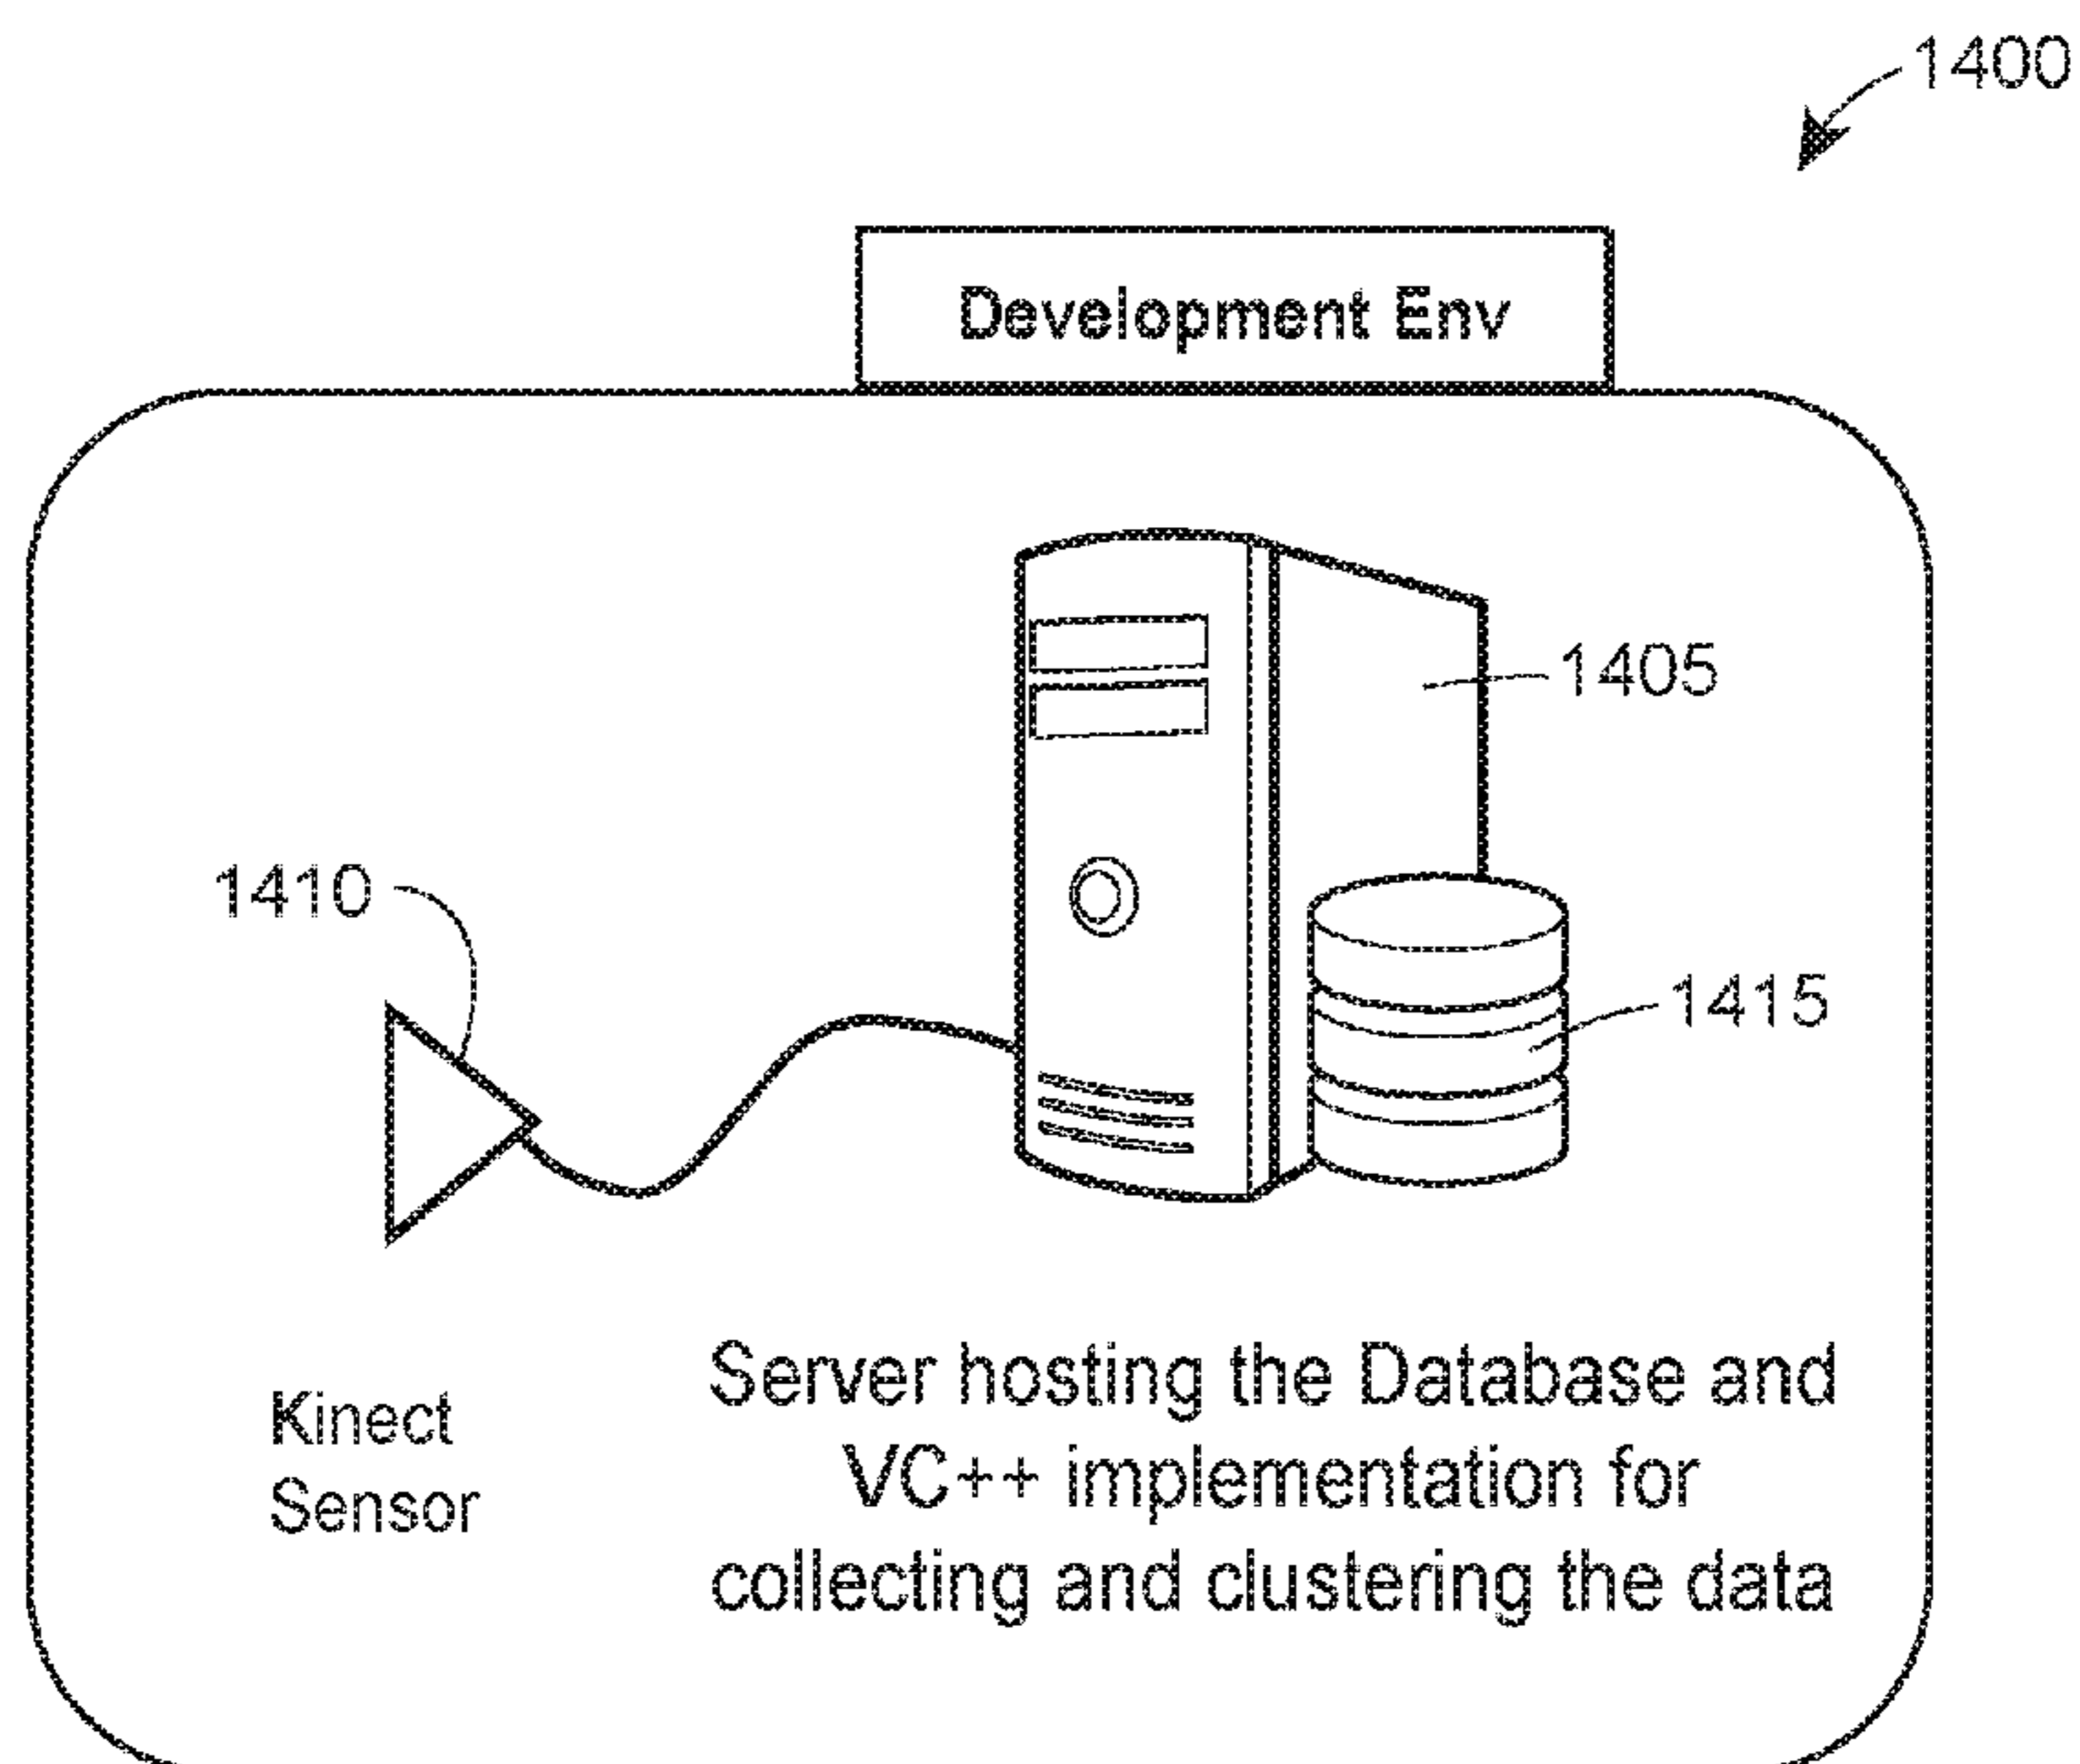 1400
Development Env
1405
1410
1415
Kinect
Sensor
Server hosting the Database and
VC++ implementation for
collecting and clustering the data